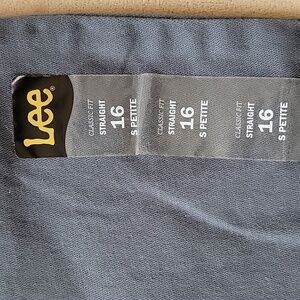 Lee
CLASSIC FIT
STRAIGHT
16
S PETITE
CLASSIC FIT
STRAIGHT
16
S PETITE
CLASSIC FIT
STRAIGHT
16
S PETITE